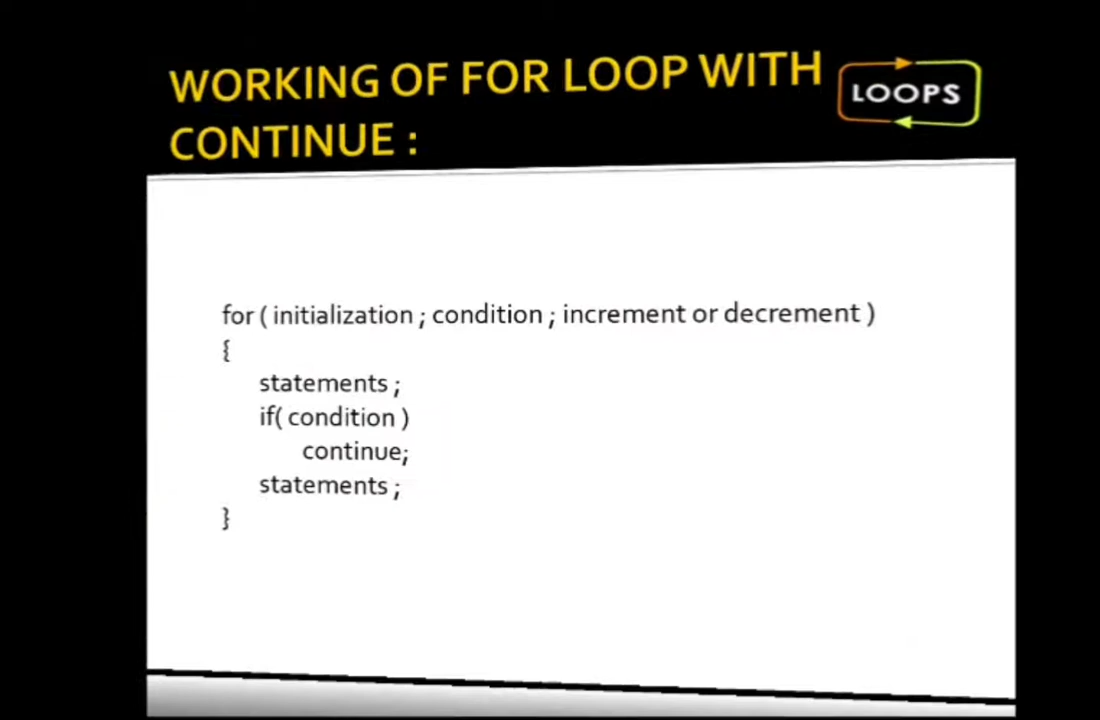 WORKING OF FOR LOOP WITH
CONTINUE :
LOOPS
for ( initialization ; condition ; increment or decrement )
{
statements ;
if( condition )
continue;
statements ;
}